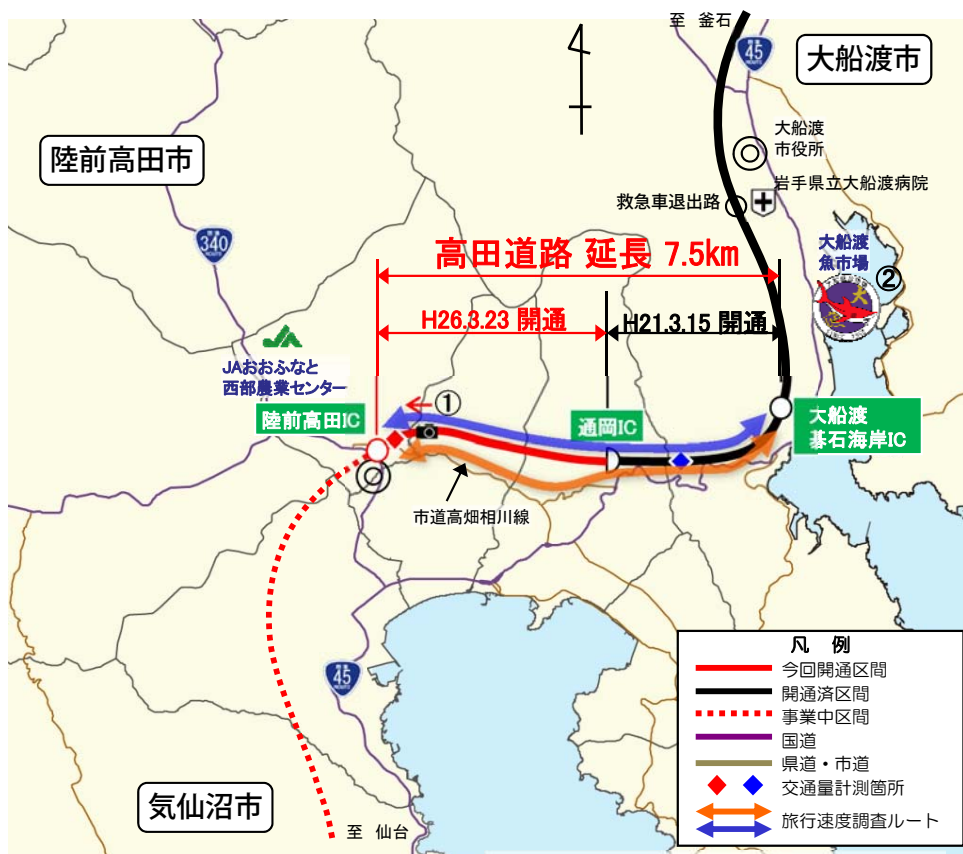 至 釜石
国道
45
ROUTE
大船渡市
大船渡
市役所
陸前高田市
岩手県立大船渡病院
救急車退出路
340
ROUTE
大船渡
魚市場
②
大
高田道路 延長 7.5km
H26.3.23 開通
H21.3.15 開通
JA
JAおおふなと
西部農業センター
①
陸前高田IC
通岡IC
大船渡
碁石海岸IC
市道高畑相川線
45
ROUTE
気仙沼市
至 仙台
凡 例
今回開通区間
開通済区間
事業中区間
国道
県道・市道
交通量計測箇所
旅行速度調査ルート